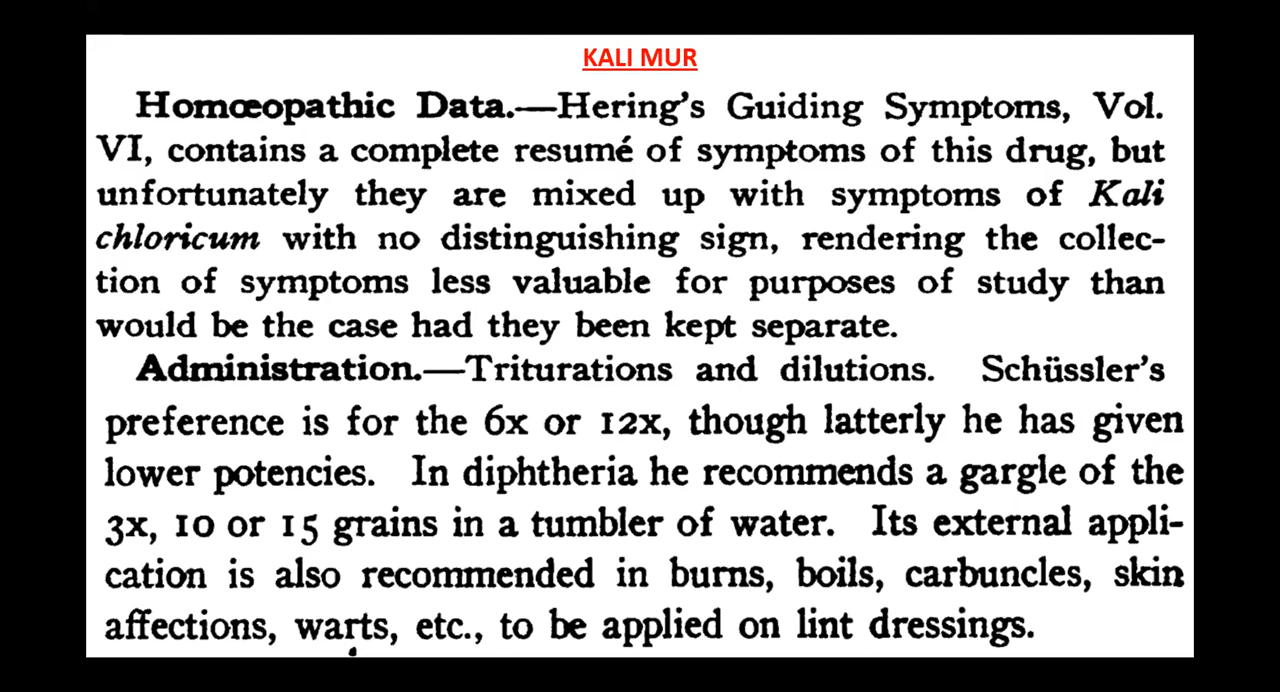 KALI MUR
Homœopathic Data.—Hering's Guiding Symptoms, Vol.
VI, contains a complete resumé of symptoms of this drug, but
unfortunately they are mixed up with symptoms of Kali
chloricum with no distinguishing sign, rendering the collec-
tion of symptoms less valuable for purposes of study than
would be the case had they been kept separate.
Administration.—Triturations and dilutions. Schüssler's
preference is for the 6x or 12x, though latterly he has given
lower potencies. In diphtheria he recommends a gargle of the
3x, 10 or 15 grains in a tumbler of water. Its external appli-
cation is also recommended in burns, boils, carbuncles, skin
affections, warts, etc., to be applied on lint dressings.